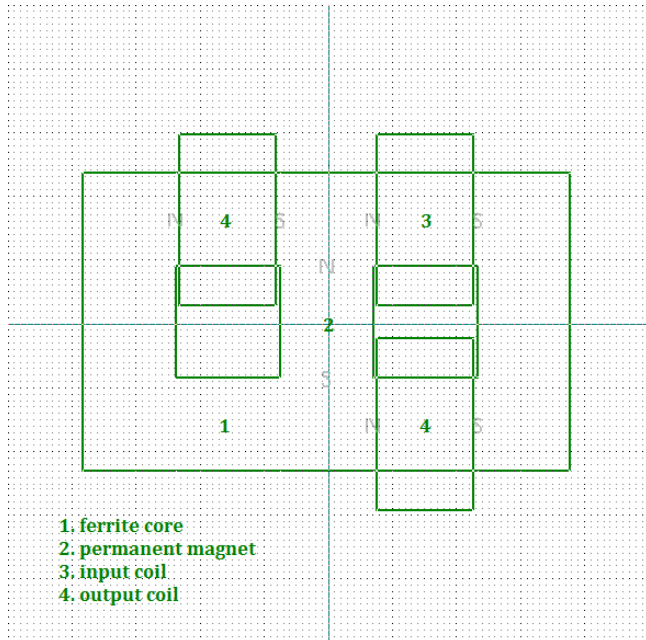 N 4 S N 3 S
N
2
S
1 N 4 S
1. ferrite core
2. permanent magnet
3. input coil
4. output coil